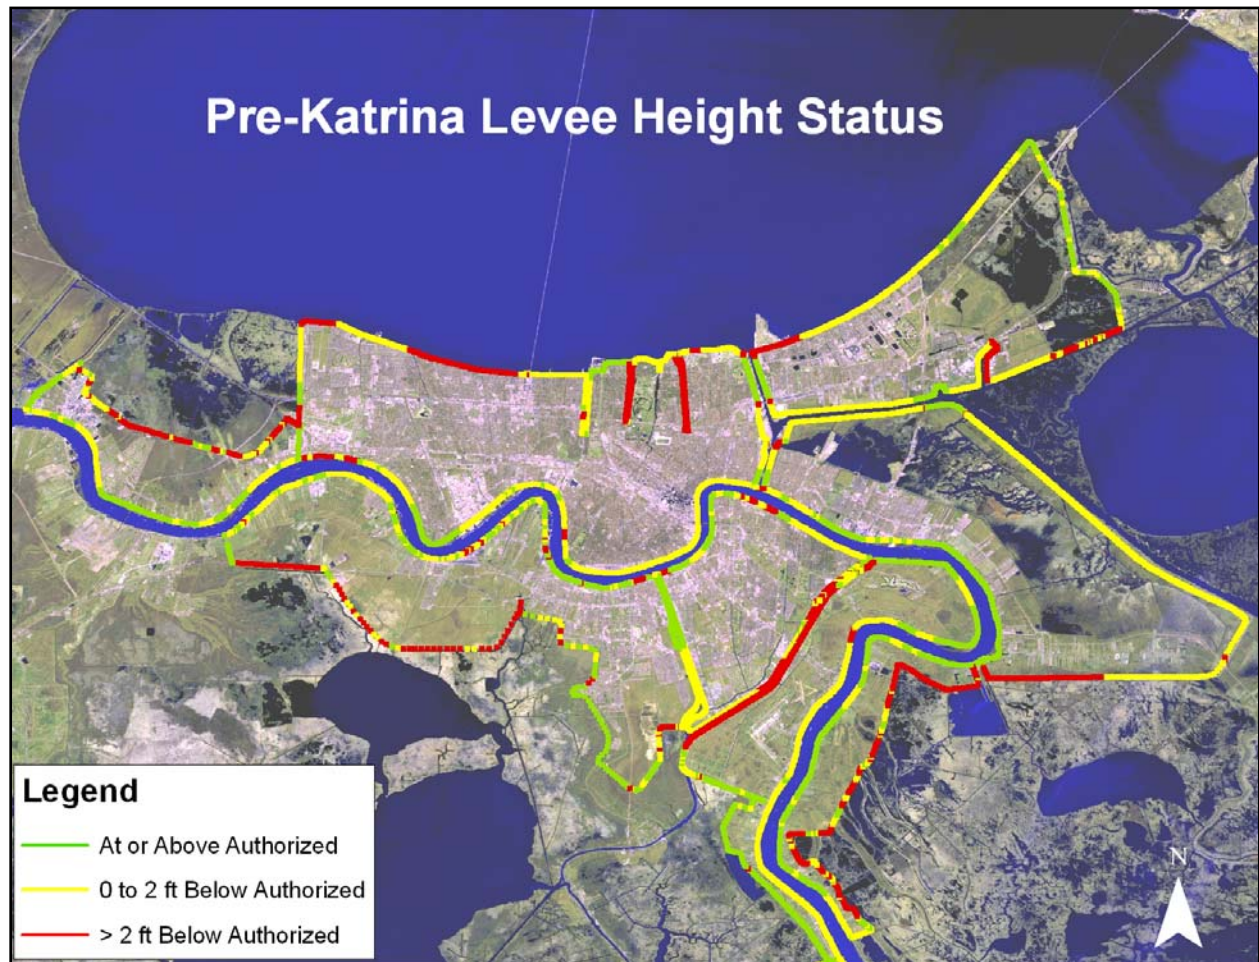 Pre-Katrina Levee Height Status
Legend
At or Above Authorized
0 to 2 ft Below Authorized
> 2 ft Below Authorized
N